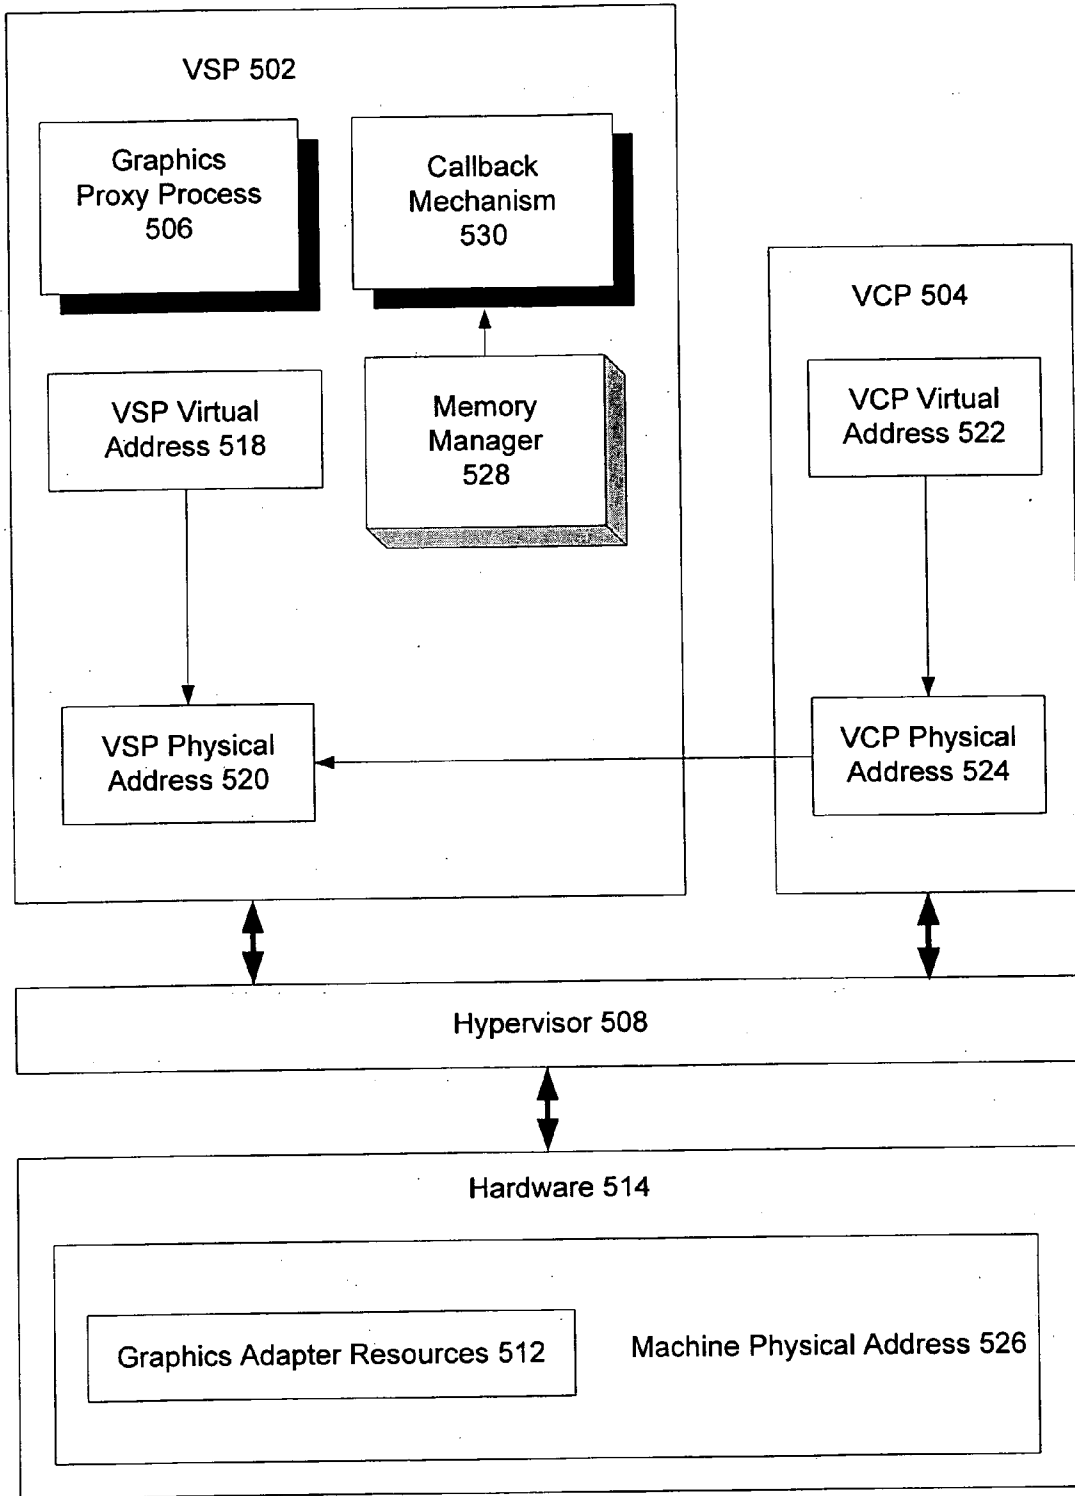 VSP 502
Graphics
Proxy Process
506
Callback
Mechanism
530
VSP Virtual
Address 518
Memory
Manager
528
VSP Physical
Address 520
VCP 504
VCP Virtual
Address 522
VCP Physical
Address 524
Hypervisor 508
Hardware 514
Graphics Adapter Resources 512
Machine Physical Address 526